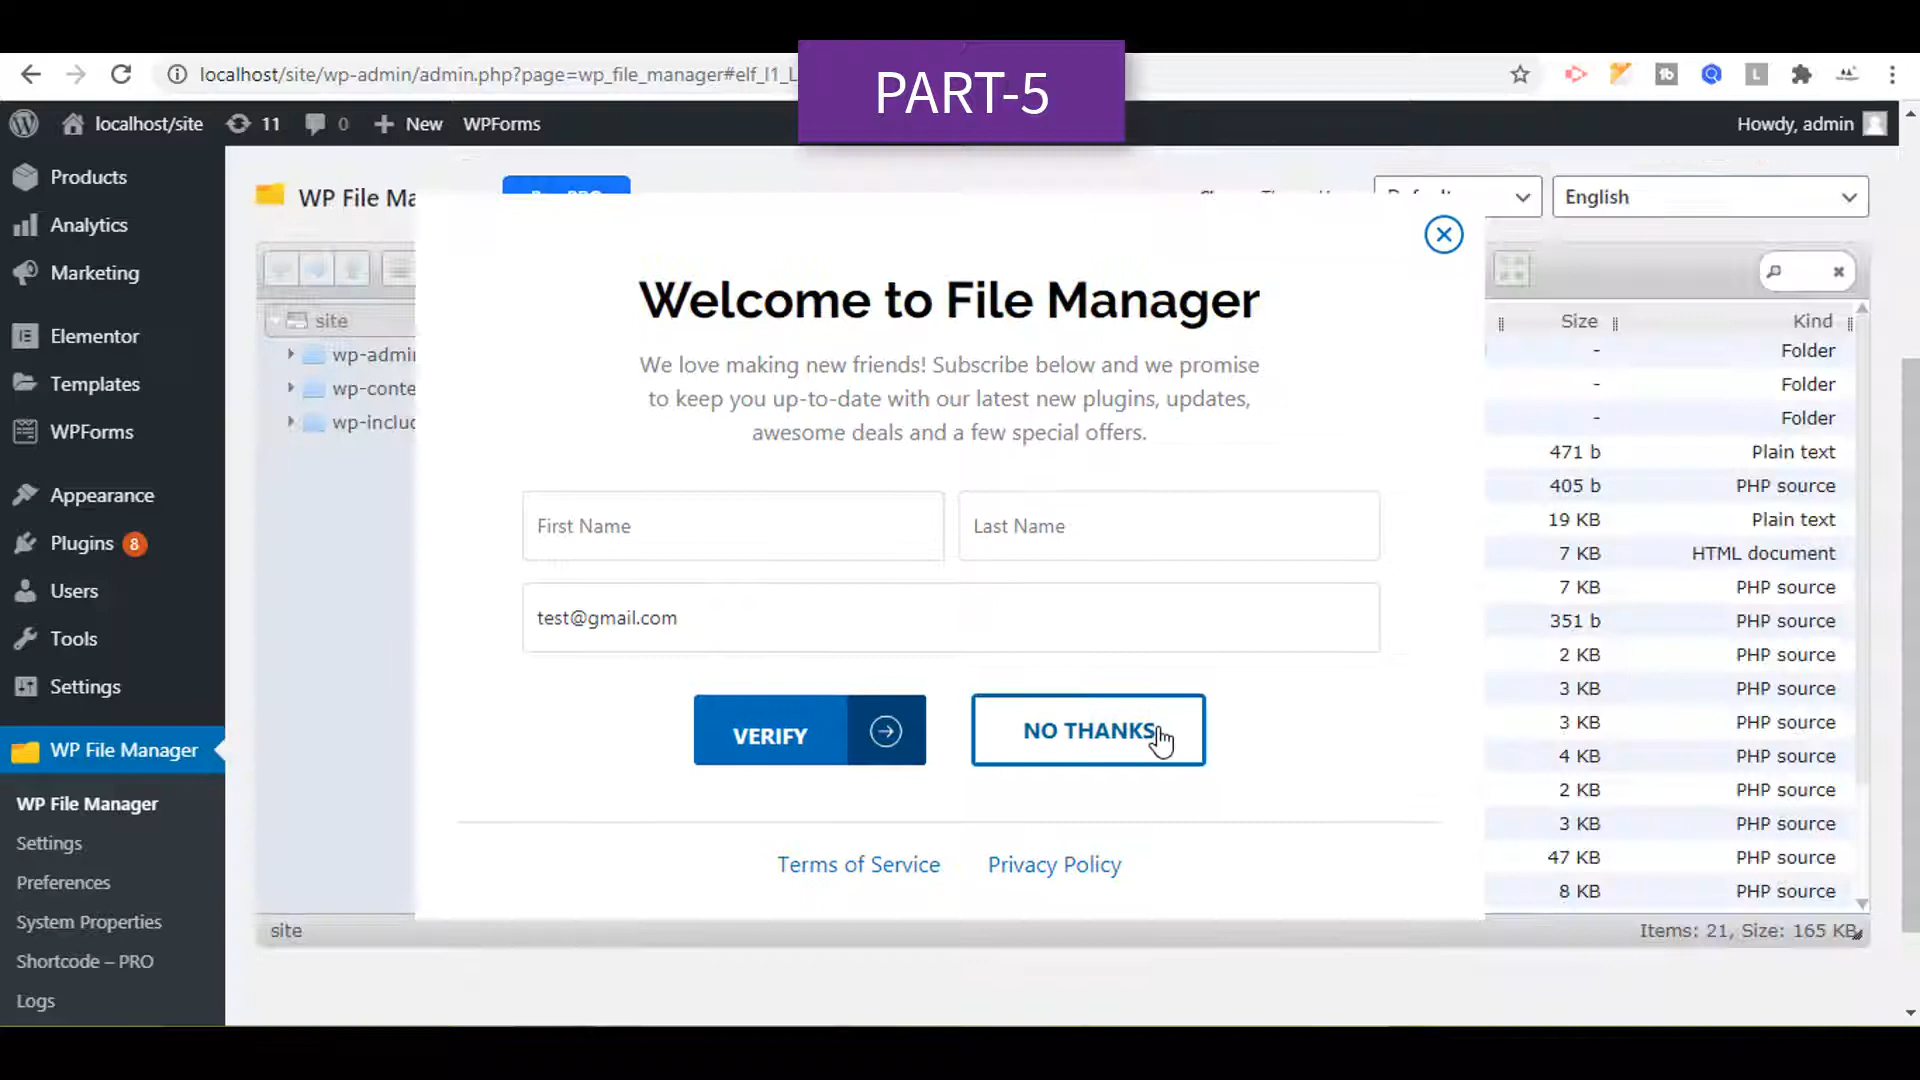 PART-5
localhost/site/wp-admin/admin.php?page=wp_file_manager#elf_l1_L
localhost/site
11
0
New
WPForms
Howdy, admin
Products
Analytics
Marketing
Elementor
Templates
WPForms
Appearance
Plugins 8
Users
Tools
Settings
WP File Manager
WP File Manager
Settings
Preferences
System Properties
Shortcode – PRO
Logs
WP File Ma
English
site
wp-admin
wp-conte
wp-includ
Welcome to File Manager
We love making new friends! Subscribe below and we promise
to keep you up-to-date with our latest new plugins, updates,
awesome deals and a few special offers.
First Name
Last Name
test@gmail.com
VERIFY
NO THANKS
Terms of Service
Privacy Policy
Size Kind
- Folder
- Folder
- Folder
471 b Plain text
405 b PHP source
19 KB Plain text
7 KB HTML document
7 KB PHP source
351 b PHP source
2 KB PHP source
3 KB PHP source
3 KB PHP source
4 KB PHP source
2 KB PHP source
3 KB PHP source
47 KB PHP source
8 KB PHP source
site
Items: 21, Size: 165 KB